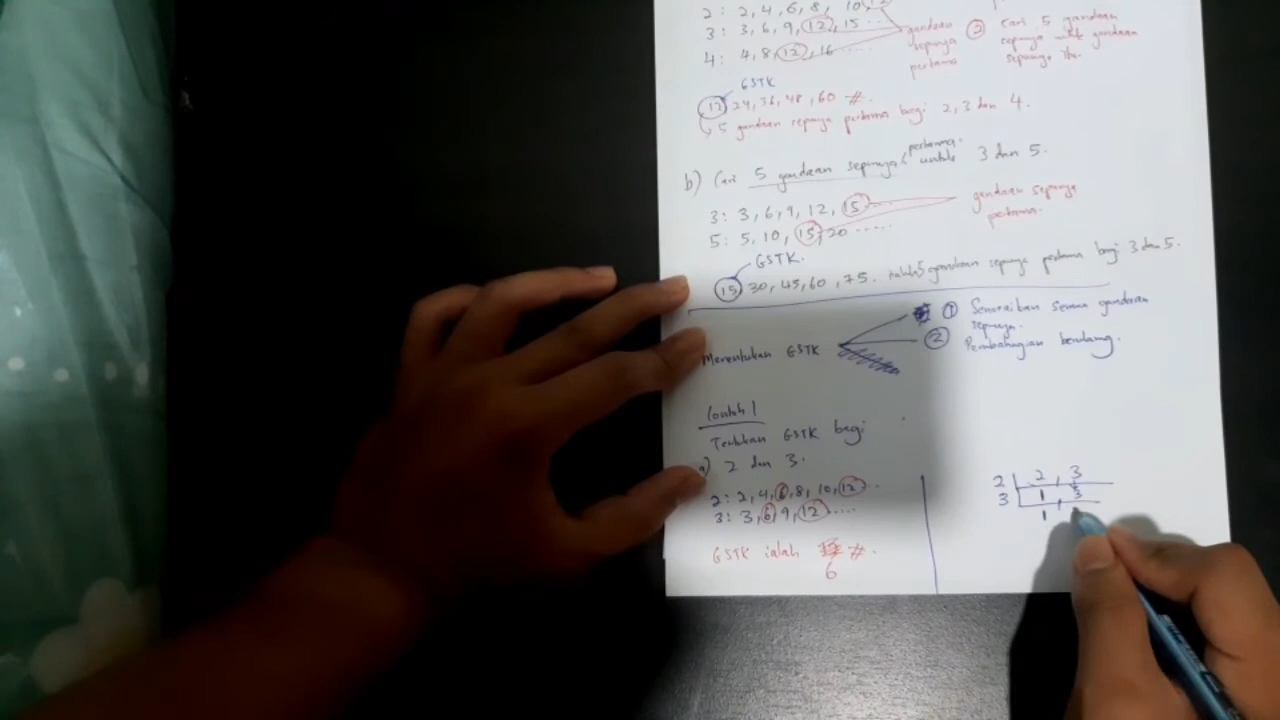 2: 2, 4, 6, 8, 10, 12
3: 3, 6, 9, 12, 15 ...
4: 4, 8, 12, 16 .....
gandaan
sepunya
pertama
② Cari 5 gandaan
sepunya gandaan
sepunya itu.
GSTK
12, 24, 36, 48, 60 #.
5 gandaan sepunya pertama bagi 2, 3 dan 4.
b) Cari 5 gandaan sepunya pertama untuk 3 dan 5.
3: 3, 6, 9, 12, 15 ....
5: 5, 10, 15, 20 .....
gandaan sepunya
pertama.
GSTK.
15, 30, 45, 60, 75. ialah 5 gandaan sepunya pertama bagi 3 dan 5.
Menentukan GSTK
① Senaraikan semua gandaan
sepunya.
② Pembahagian berulang.
Contoh 1
Tentukan GSTK bagi
a) 2 dan 3.
2: 2, 4, 6, 8, 10, 12 ...
3: 3, 6, 9, 12 .....
GSTK ialah #.
6
2 | 2, 3
3 | 1, 3
1,